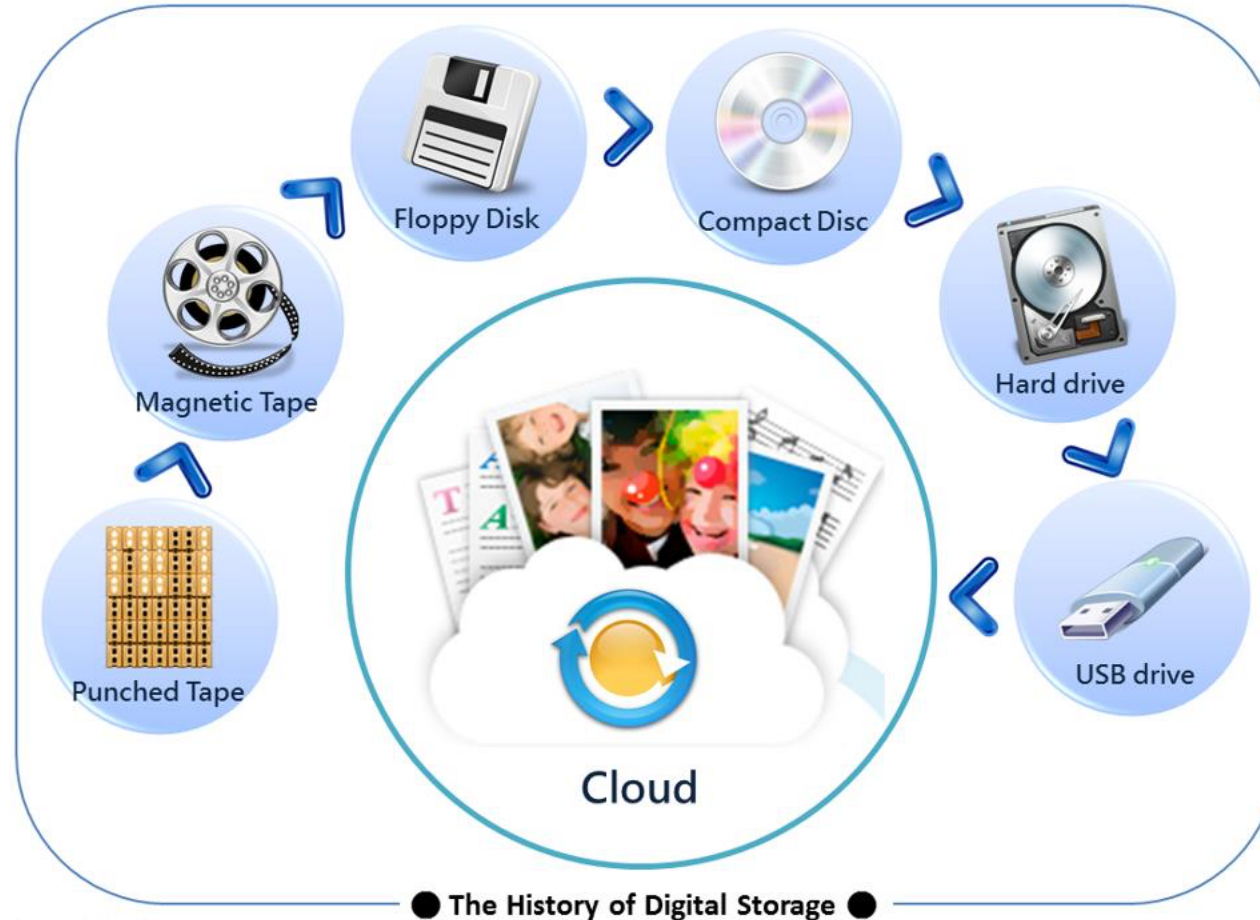 Punched Tape
Magnetic Tape
Floppy Disk
Compact Disc
Hard drive
USB drive
T
A
A
E
Cloud
The History of Digital Storage